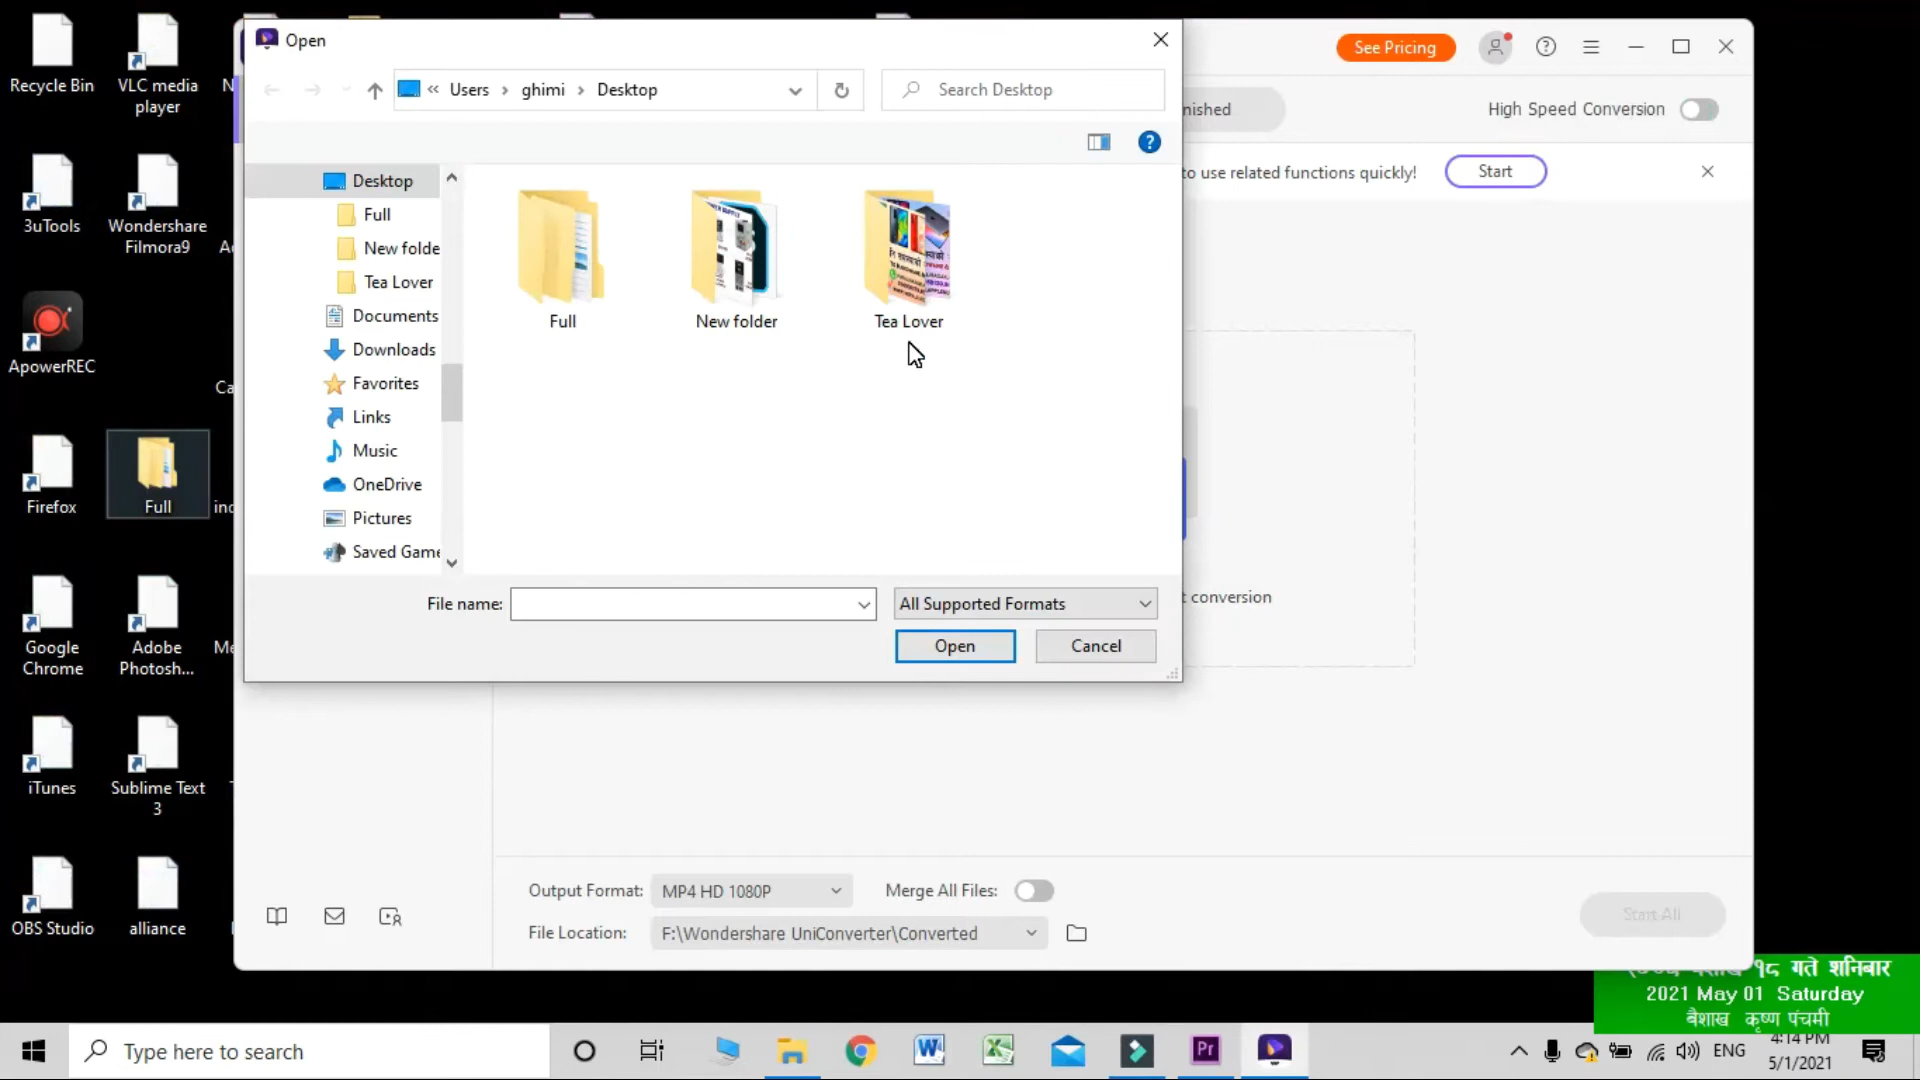 Recycle Bin
VLC media
player
3uTools
Wondershare
Filmora9
ApowerREC
Firefox
Full
Google
Chrome
Adobe
Photosh...
iTunes
Sublime Text
3
OBS Studio
alliance
Open
Users
ghimi
Desktop
Search Desktop
Desktop
Full
New folde
Tea Lover
Documents
Downloads
Favorites
Links
Music
OneDrive
Pictures
Saved Game
Full
New folder
Tea Lover
File name:
All Supported Formats
Open
Cancel
See Pricing
nished
High Speed Conversion
to use related functions quickly!
Start
t conversion
Output Format:
MP4 HD 1080P
Merge All Files:
File Location:
F:\Wondershare UniConverter\Converted
Start All
१८ गते शनिबार
2021 May 01 Saturday
बैशाख कृष्ण पंचमी
Type here to search
Pr
ENG
4:14 PM
5/1/2021